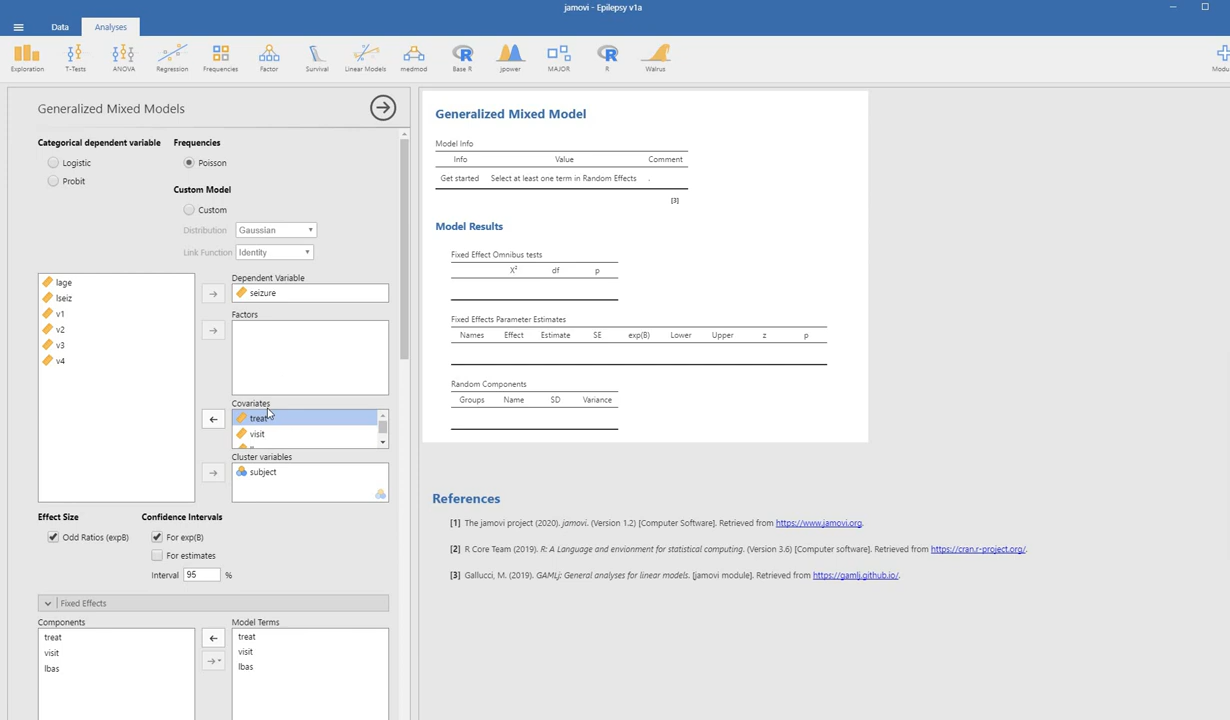 jamovi - Epilepsy v1a
Data Analyses
Exploration T-Tests ANOVA Regression Frequencies Factor Survival Linear Models medmod Base R jpower MAJOR R Walrus
Generalized Mixed Models
Categorical dependent variable Frequencies
Logistic Poisson
Probit
Custom Model
Custom
Distribution Gaussian
Link Function Identity
lage
lseiz
v1
v2
v3
v4
Dependent Variable
seizure
Factors
Covariates
treat
visit
Cluster variables
subject
Effect Size Confidence Intervals
Odd Ratios (expB) For exp(B)
For estimates
Interval 95 %
Fixed Effects
Components Model Terms
treat treat
visit visit
lbas lbas
Generalized Mixed Model
Model Info
Info Value Comment
Get started Select at least one term in Random Effects .
[3]
Model Results
Fixed Effect Omnibus tests
X² df p
Fixed Effects Parameter Estimates
Names Effect Estimate SE exp(B) Lower Upper z p
Random Components
Groups Name SD Variance
References
[1] The jamovi project (2020). jamovi. (Version 1.2) [Computer Software]. Retrieved from https://www.jamovi.org.
[2] R Core Team (2019). R: A Language and envionment for statistical computing. (Version 3.6) [Computer software]. Retrieved from https://cran.r-project.org/.
[3] Gallucci, M. (2019). GAMLj: General analyses for linear models. [jamovi module]. Retrieved from https://gamlj.github.io/.